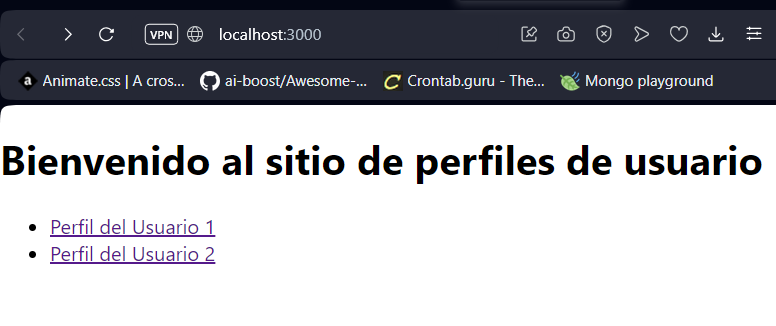 VPN localhost:3000
Animate.css | A cros... ai-boost/Awesome-... Crontab.guru - The... Mongo playground
Bienvenido al sitio de perfiles de usuario
Perfil del Usuario 1
Perfil del Usuario 2